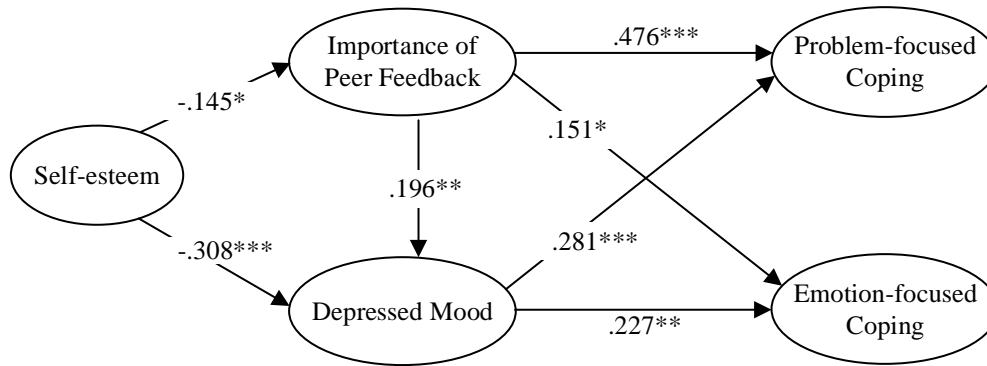 Importance of
Peer Feedback
.476***
Problem-focused
Coping
-.145*
.151*
Self-esteem
.196**
-.308***
.281***
Depressed Mood
.227**
Emotion-focused
Coping